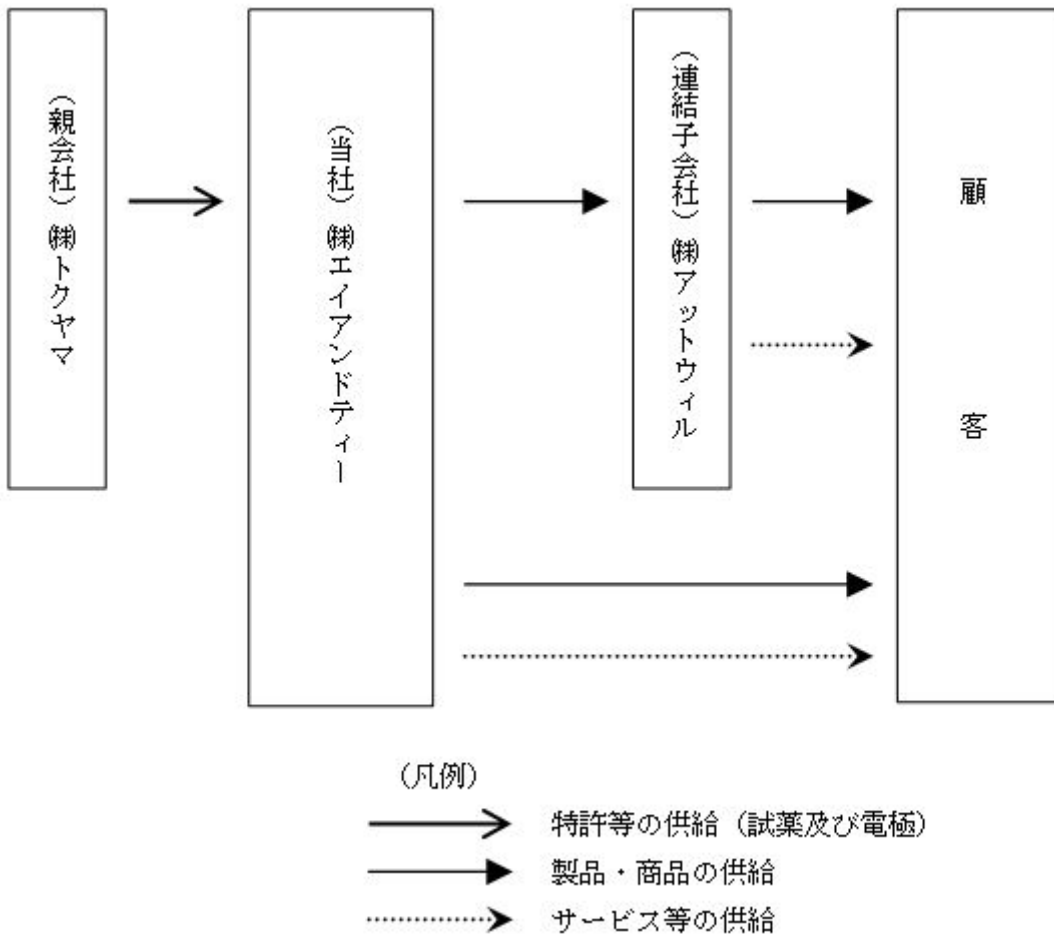 (親会社)㈱トクヤマ
(当社)㈱エイアンドティー
(連結子会社)㈱アットウィル
顧客
(凡例)
特許等の供給(試薬及び電極)
製品・商品の供給
サービス等の供給